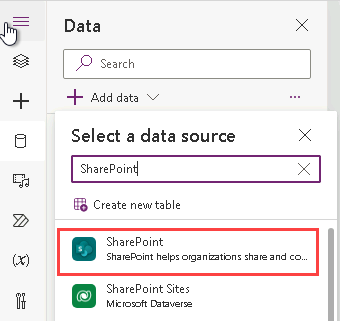 Data
Search
Add data
Select a data source
SharePoint
Create new table
SharePoint
SharePoint helps organizations share and co...
SharePoint Sites
Microsoft Dataverse
(x)